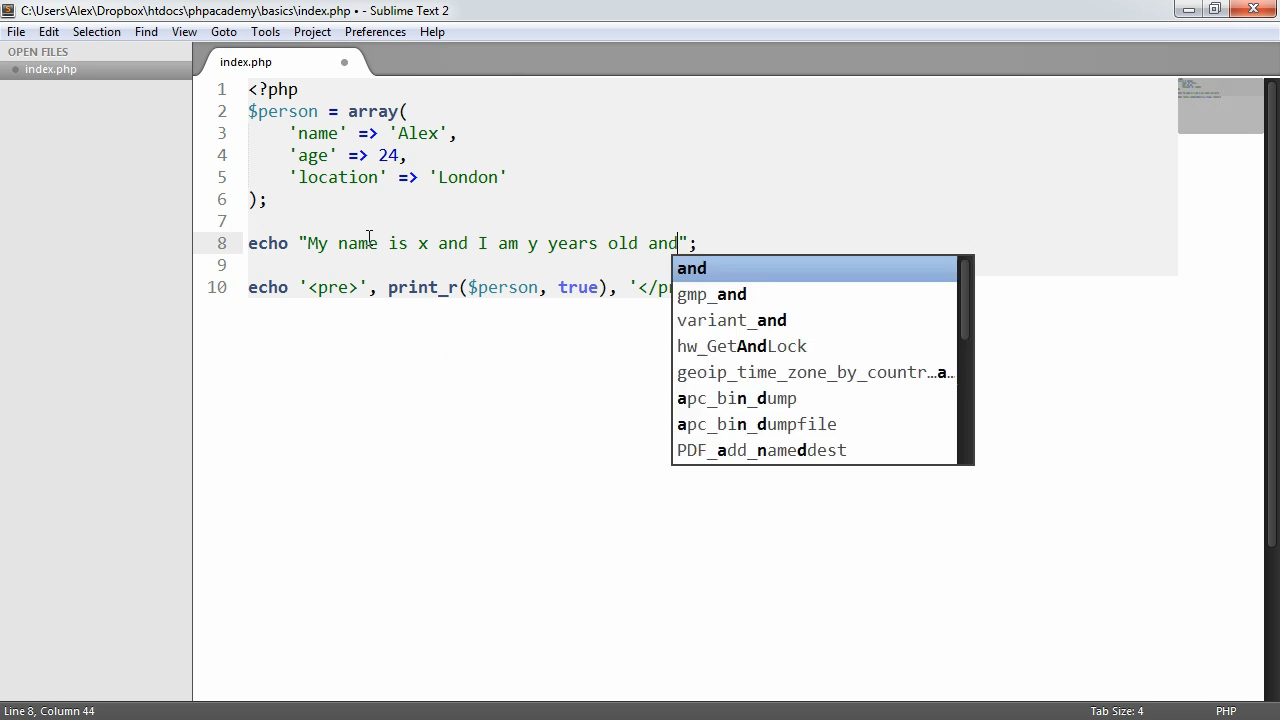 C:\Users\Alex\Dropbox\htdocs\phpacademy\basics\index.php • - Sublime Text 2
File Edit Selection Find View Goto Tools Project Preferences Help
OPEN FILES
index.php
index.php
1 <?php
2 $person = array(
3 'name' => 'Alex',
4 'age' => 24,
5 'location' => 'London'
6 );
7
8 echo "My name is x and I am y years old and";
9
10 echo '<pre>', print_r($person, true), '</pr
and
gmp_and
variant_and
hw_GetAndLock
geoip_time_zone_by_countr…a…
apc_bin_dump
apc_bin_dumpfile
PDF_add_nameddest
Line 8, Column 44
Tab Size: 4
PHP